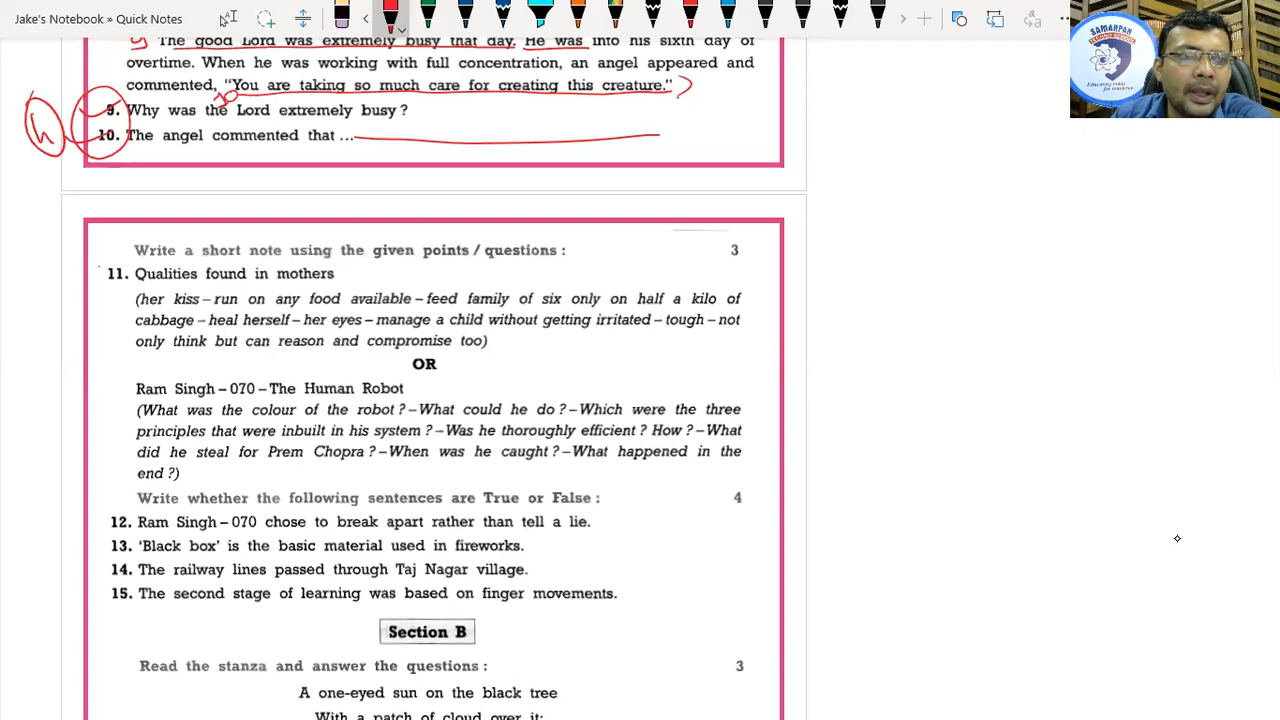 Jake's Notebook » Quick Notes
SAMARPAN
The good Lord was extremely busy that day. He was into his sixth day of
overtime. When he was working with full concentration, an angel appeared and
commented, "You are taking so much care for creating this creature."
9. Why was the Lord extremely busy ?
10. The angel commented that ...
Write a short note using the given points / questions : 3
11. Qualities found in mothers
(her kiss – run on any food available – feed family of six only on half a kilo of
cabbage – heal herself – her eyes – manage a child without getting irritated – tough – not
only think but can reason and compromise too)
OR
Ram Singh – 070 – The Human Robot
(What was the colour of the robot ? – What could he do ? – Which were the three
principles that were inbuilt in his system ? – Was he thoroughly efficient ? How ? – What
did he steal for Prem Chopra ? – When was he caught ? – What happened in the
end ?)
Write whether the following sentences are True or False : 4
12. Ram Singh – 070 chose to break apart rather than tell a lie.
13. 'Black box' is the basic material used in fireworks.
14. The railway lines passed through Taj Nagar village.
15. The second stage of learning was based on finger movements.
Section B
Read the stanza and answer the questions : 3
A one-eyed sun on the black tree
With a patch of cloud over it;